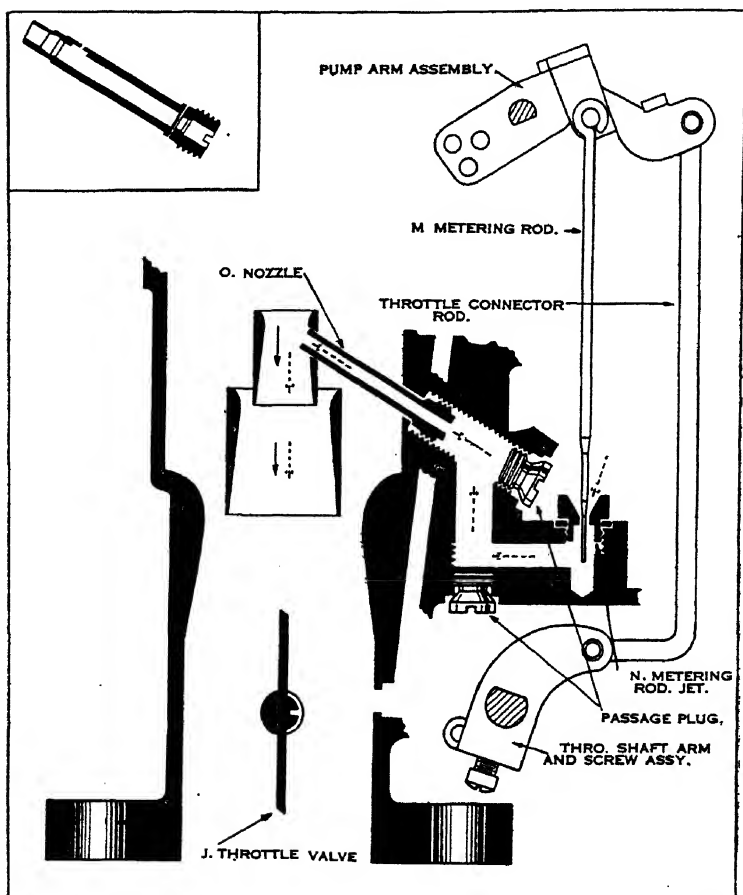 PUMP ARM ASSEMBLY.
M METERING ROD.
O. NOZZLE
THROTTLE CONNECTOR
ROD.
N. METERING
ROD. JET.
PASSAGE PLUG.
THRO. SHAFT ARM
AND SCREW ASSY.
J. THROTTLE VALVE